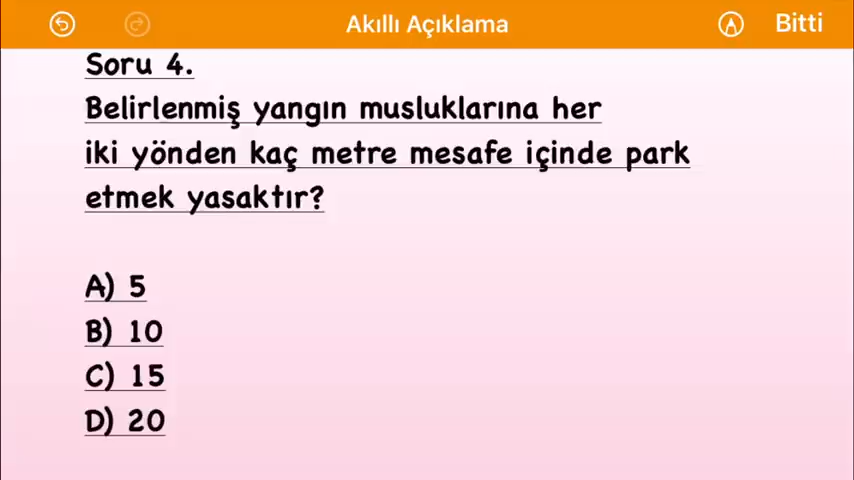 Akıllı Açıklama
Bitti
Soru 4.
Belirlenmiş yangın musluklarına her
iki yönden kaç metre mesafe içinde park
etmek yasaktır?
A) 5
B) 10
C) 15
D) 20